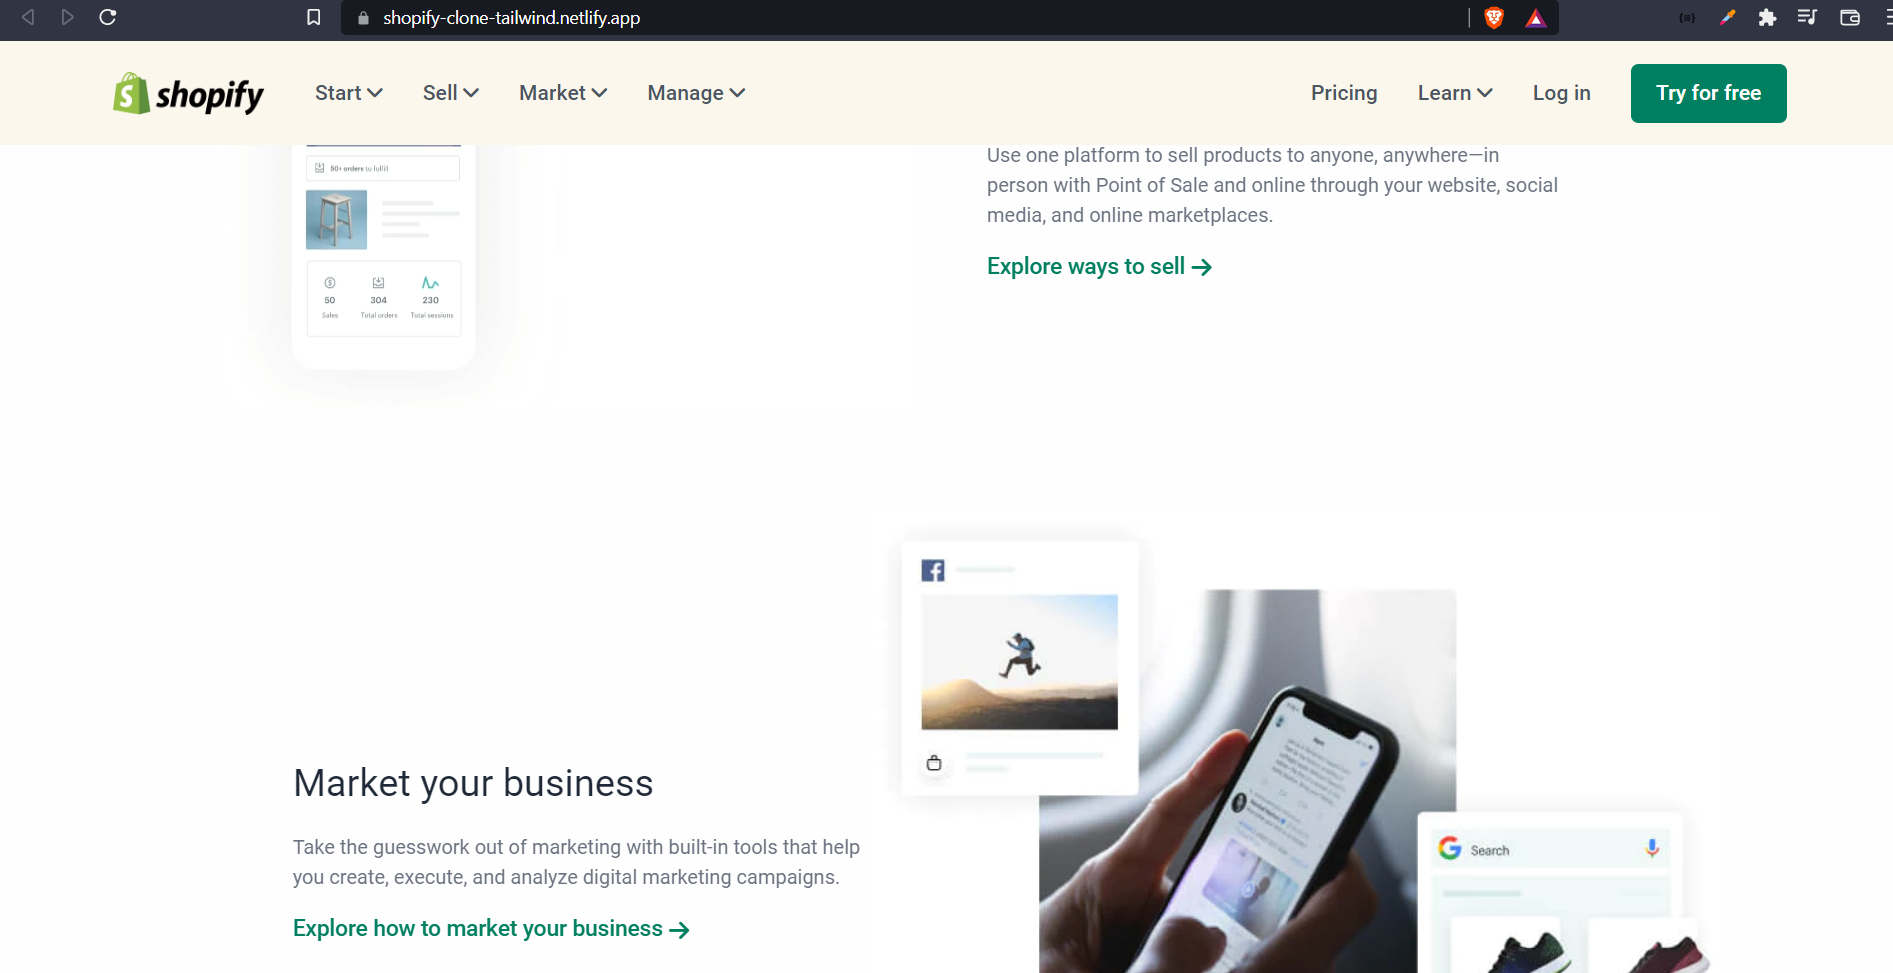 shopify-clone-tailwind.netlify.app
shopify
Start
Sell
Market
Manage
Pricing
Learn
Log in
Try for free
50+ orders to fulfill
50
304
230
Sales
Total orders
Total sessions
Use one platform to sell products to anyone, anywhere—in
person with Point of Sale and online through your website, social
media, and online marketplaces.
Explore ways to sell
Market your business
Take the guesswork out of marketing with built-in tools that help
you create, execute, and analyze digital marketing campaigns.
Explore how to market your business
Search